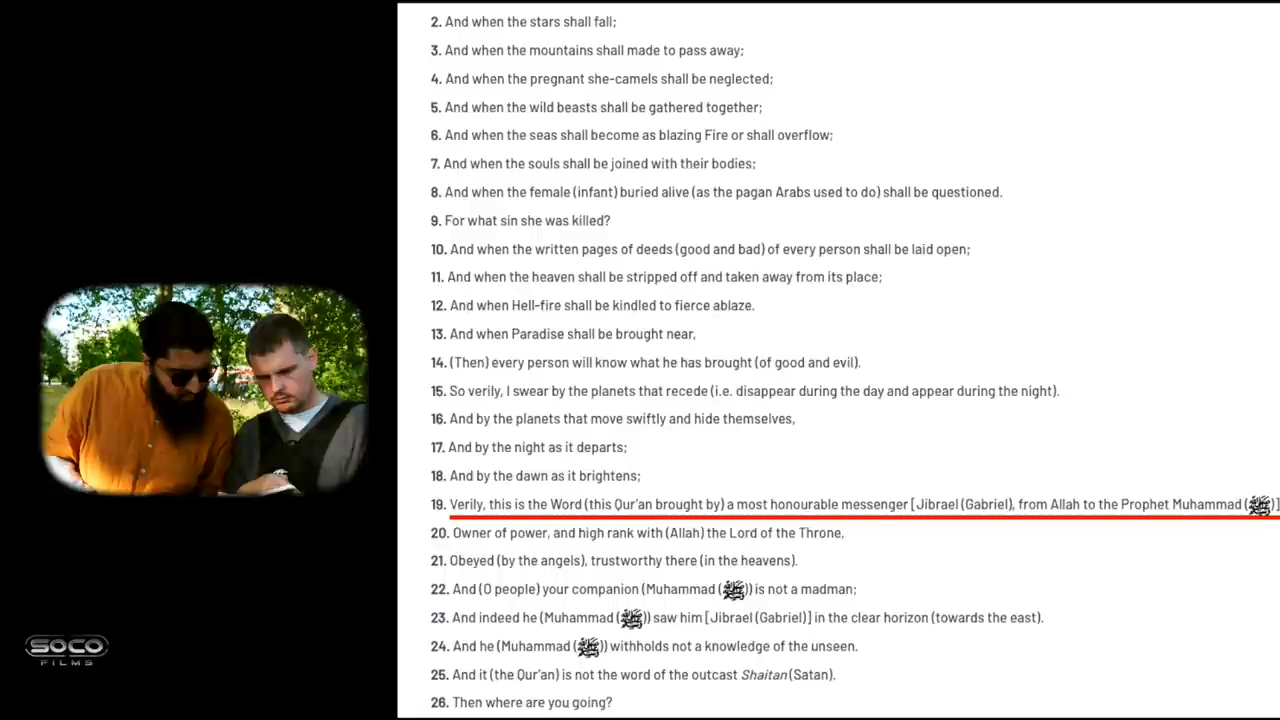 2. And when the stars shall fall;
3. And when the mountains shall made to pass away;
4. And when the pregnant she-camels shall be neglected;
5. And when the wild beasts shall be gathered together;
6. And when the seas shall become as blazing Fire or shall overflow;
7. And when the souls shall be joined with their bodies;
8. And when the female (infant) buried alive (as the pagan Arabs used to do) shall be questioned.
9. For what sin she was killed?
10. And when the written pages of deeds (good and bad) of every person shall be laid open;
11. And when the heaven shall be stripped off and taken away from its place;
12. And when Hell-fire shall be kindled to fierce ablaze.
13. And when Paradise shall be brought near,
14. (Then) every person will know what he has brought (of good and evil).
15. So verily, I swear by the planets that recede (i.e. disappear during the day and appear during the night).
16. And by the planets that move swiftly and hide themselves,
17. And by the night as it departs;
18. And by the dawn as it brightens;
19. Verily, this is the Word (this Qur'an brought by) a most honourable messenger [Jibrael (Gabriel), from Allah to the Prophet Muhammad (ﷺ)]
20. Owner of power, and high rank with (Allah) the Lord of the Throne,
21. Obeyed (by the angels), trustworthy there (in the heavens).
22. And (O people) your companion (Muhammad (ﷺ)) is not a madman;
23. And indeed he (Muhammad (ﷺ)) saw him [Jibrael (Gabriel)] in the clear horizon (towards the east).
24. And he (Muhammad (ﷺ)) withholds not a knowledge of the unseen.
25. And it (the Qur'an) is not the word of the outcast Shaitan (Satan).
26. Then where are you going?
SOCO
FILMS